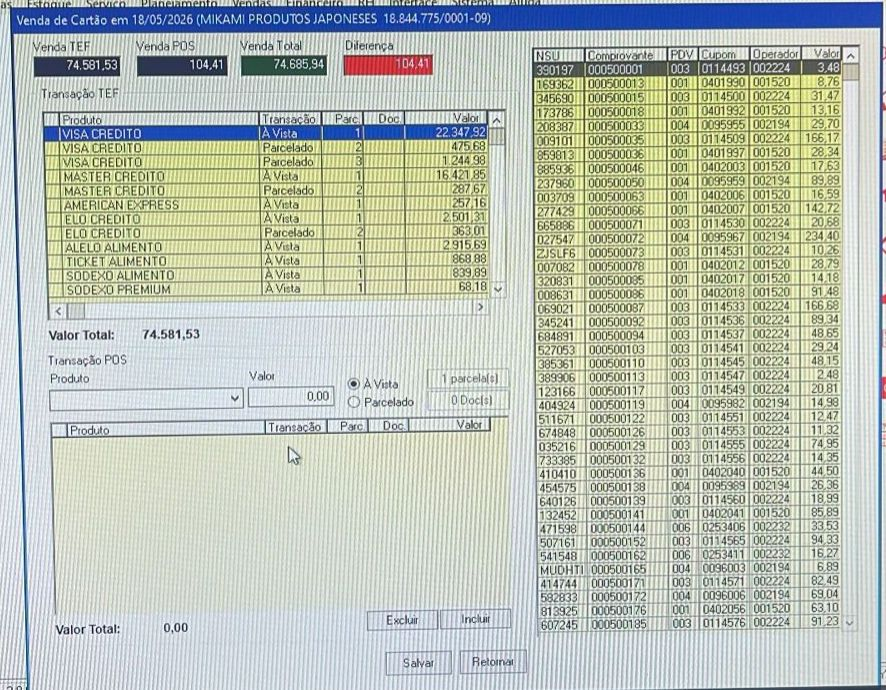 Estoque Serviço Planejamento Vendas Financeiro Interface Sistema Ajuda
Venda de Cartão em 18/05/2026 (MIKAMI PRODUTOS JAPONESES 18.844.775/0001-09)
Venda TEF Venda POS Venda Total Diferença
74.581,53 104,41 74.685,94 104,41
Transação TEF
Produto Transação Parc. Doc. Valor
VISA CREDITO À Vista 1 22.347,92
VISA CREDITO Parcelado 2 475,68
VISA CREDITO Parcelado 3 1.244,98
MASTER CREDITO À Vista 1 16.421,85
MASTER CREDITO Parcelado 2 287,67
AMERICAN EXPRESS À Vista 1 257,16
ELO CREDITO À Vista 1 2.501,31
ELO CREDITO Parcelado 2 363,01
ALELO ALIMENTO À Vista 1 2.915,69
TICKET ALIMENTO À Vista 1 868,88
SODEXO ALIMENTO À Vista 1 839,89
SODEXO PREMIUM À Vista 1 68,18
Valor Total: 74.581,53
Transação POS
Produto Valor
0,00
À Vista
Parcelado
1 parcela(s)
0 Doc(s)
Produto Transação Parc. Doc. Valor
Valor Total: 0,00
Excluir Incluir
Salvar Retornar
NSU Comprovante PDV Cupom Operador Valor
390197 000500001 003 0114493 002224 3,48
169362 000500013 001 0401990 001520 8,76
345690 000500015 003 0114500 002224 31,47
173786 000500018 001 0401992 001520 13,16
208387 000500033 004 0095955 002194 29,70
009101 000500035 003 0114509 002224 166,17
859813 000500036 001 0401997 001520 28,34
885936 000500046 001 0402003 001520 17,63
237960 000500050 004 0095959 002194 89,89
003709 000500063 001 0402006 001520 16,59
277429 000500066 001 0402007 001520 142,72
665886 000500071 003 0114530 002224 20,68
027547 000500072 004 0095967 002194 234,40
ZJSLF6 000500073 003 0114531 002224 10,26
007082 000500078 001 0402012 001520 28,79
320831 000500085 001 0402017 001520 14,18
008631 000500086 001 0402018 001520 91,48
069021 000500087 003 0114533 002224 166,68
345241 000500092 003 0114536 002224 89,34
684891 000500094 003 0114537 002224 48,65
527053 000500103 003 0114541 002224 29,24
385361 000500110 003 0114545 002224 48,15
389906 000500113 003 0114547 002224 2,48
123166 000500117 003 0114549 002224 20,81
404924 000500119 004 0095982 002194 14,98
511671 000500122 003 0114551 002224 12,47
674848 000500126 003 0114553 002224 11,32
035216 000500129 003 0114555 002224 74,95
733385 000500132 003 0114556 002224 14,35
410410 000500136 001 0402040 001520 44,50
454575 000500138 004 0095989 002194 26,36
640126 000500139 003 0114560 002224 18,99
132452 000500141 001 0402041 001520 85,89
471598 000500144 006 0253406 002232 33,53
507161 000500152 003 0114565 002224 94,33
541548 000500162 006 0253411 002232 16,27
MUDHTI 000500165 004 0096003 002194 6,89
414744 000500171 003 0114571 002224 82,49
582833 000500172 004 0096006 002194 69,04
813925 000500176 001 0402056 001520 63,10
607245 000500185 003 0114576 002224 91,23